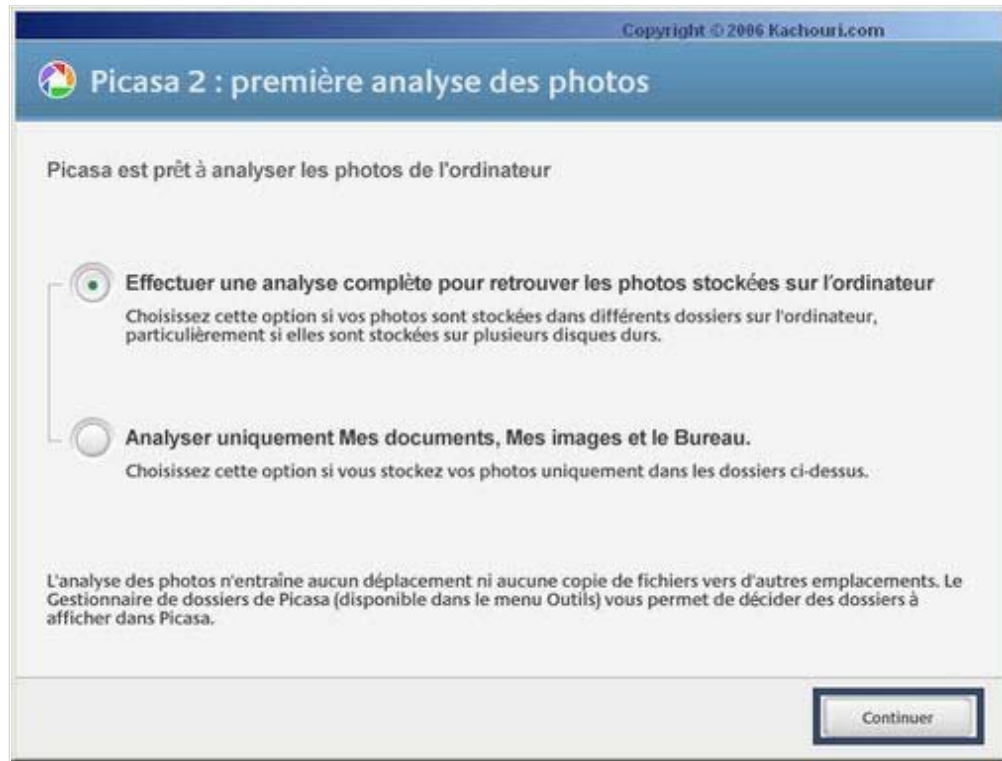 Copyright © 2006 Kachouri.com
Picasa 2 : première analyse des photos
Picasa est prêt à analyser les photos de l'ordinateur
Effectuer une analyse complète pour retrouver les photos stockées sur l'ordinateur
Choisissez cette option si vos photos sont stockées dans différents dossiers sur l'ordinateur,
particulièrement si elles sont stockées sur plusieurs disques durs.
Analyser uniquement Mes documents, Mes images et le Bureau.
Choisissez cette option si vous stockez vos photos uniquement dans les dossiers ci-dessus.
L'analyse des photos n'entraîne aucun déplacement ni aucune copie de fichiers vers d'autres emplacements. Le
Gestionnaire de dossiers de Picasa (disponible dans le menu Outils) vous permet de décider des dossiers à
afficher dans Picasa.
Continuer